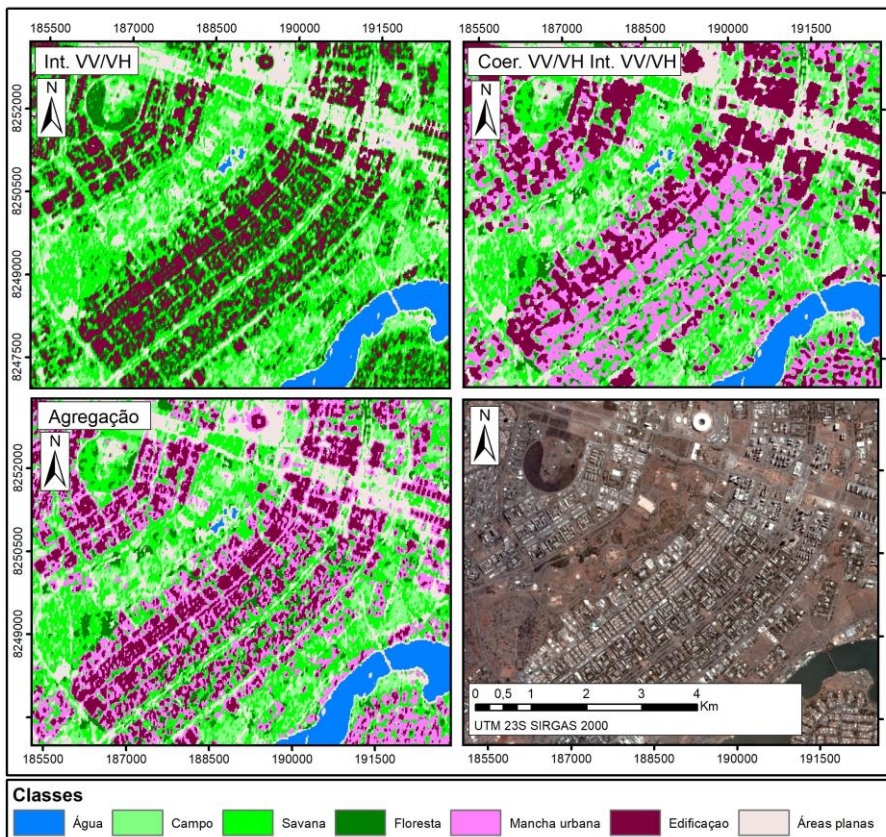 185500 187000 188500 190000 191500
185500 187000 188500 190000 191500
Int. VV/VH
Coer. VV/VH Int. VV/VH
N
N
8252000
8250500
8249000
8247500
Agregação
N
N
8252000
8250500
8249000
0 0,5 1 2 3 4
Km
UTM 23S SIRGAS 2000
185500 187000 188500 190000 191500
185500 187000 188500 190000 191500
Classes
Água Campo Savana Floresta Mancha urbana Edificaçao Áreas planas